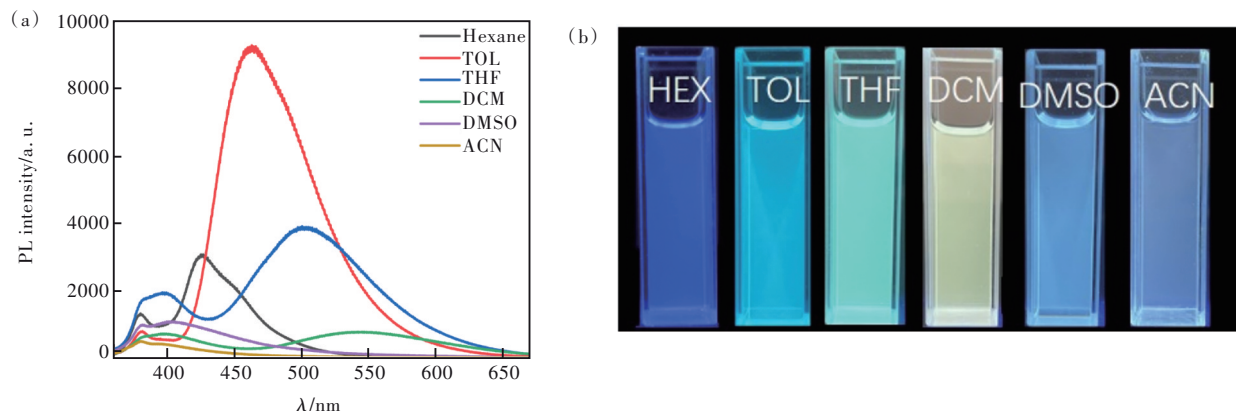 (a)
10000
8000
6000
4000
2000
0
PL intensity/a. u.
400
450
500
550
600
650
λ/nm
Hexane
TOL
THF
DCM
DMSO
ACN
(b)
HEX TOL THF DCM DMSO ACN